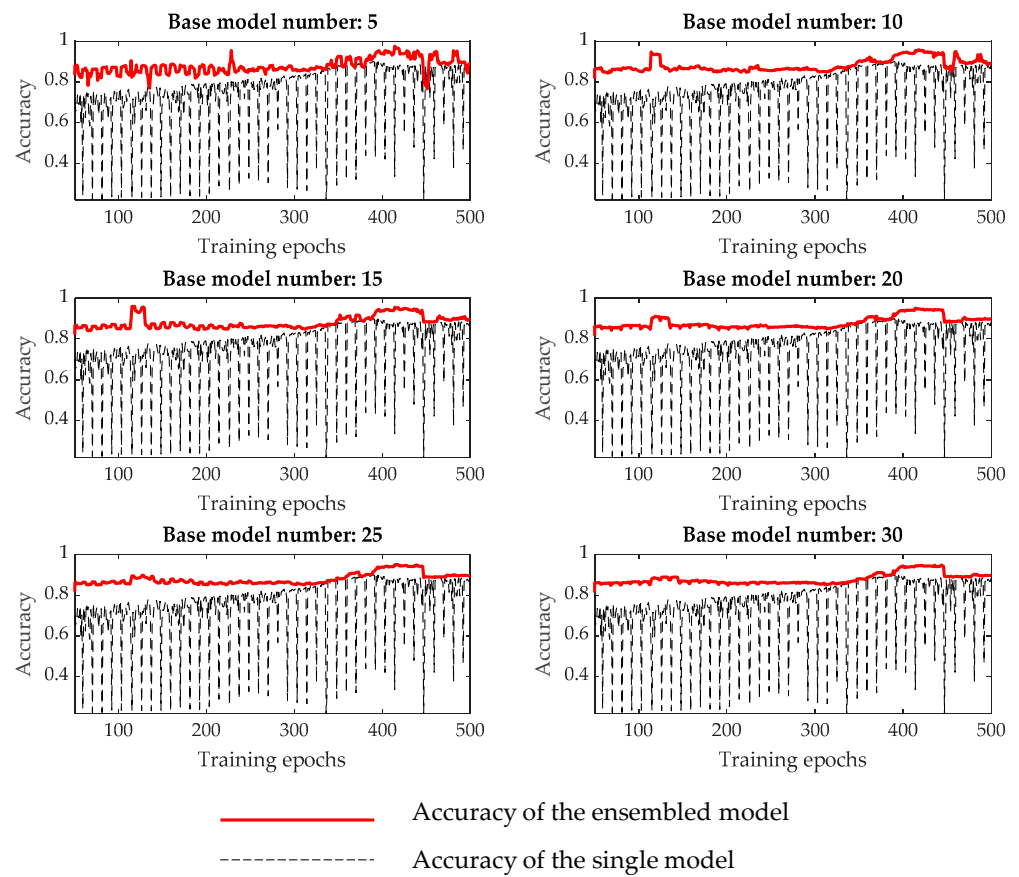 Base model number: 5
1
0.8
0.6
0.4
Accuracy
100 200 300 400 500
Training epochs
Base model number: 10
1
0.8
0.6
0.4
Accuracy
100 200 300 400 500
Training epochs
Base model number: 15
1
0.8
0.6
0.4
Accuracy
100 200 300 400 500
Training epochs
Base model number: 20
1
0.8
0.6
0.4
Accuracy
100 200 300 400 500
Training epochs
Base model number: 25
1
0.8
0.6
0.4
Accuracy
100 200 300 400 500
Training epochs
Base model number: 30
1
0.8
0.6
0.4
Accuracy
100 200 300 400 500
Training epochs
Accuracy of the ensembled model
Accuracy of the single model